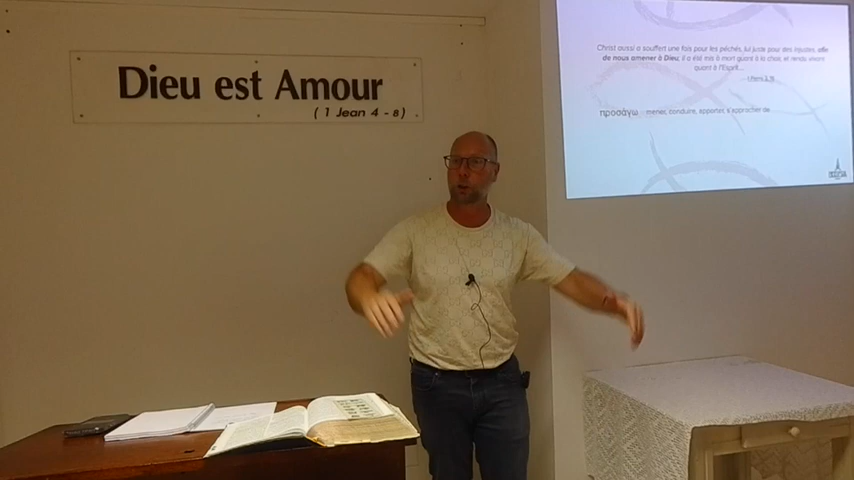 Dieu est Amour
( 1 Jean 4 - 8 )
Christ aussi a souffert une fois pour les péchés, lui juste pour des injustes, afin
de nous amener à Dieu; il a été mis à mort quant à la chair, et rendu vivant
quant à l'Esprit...
προσάγω mener, conduire, apporter, s'approcher de